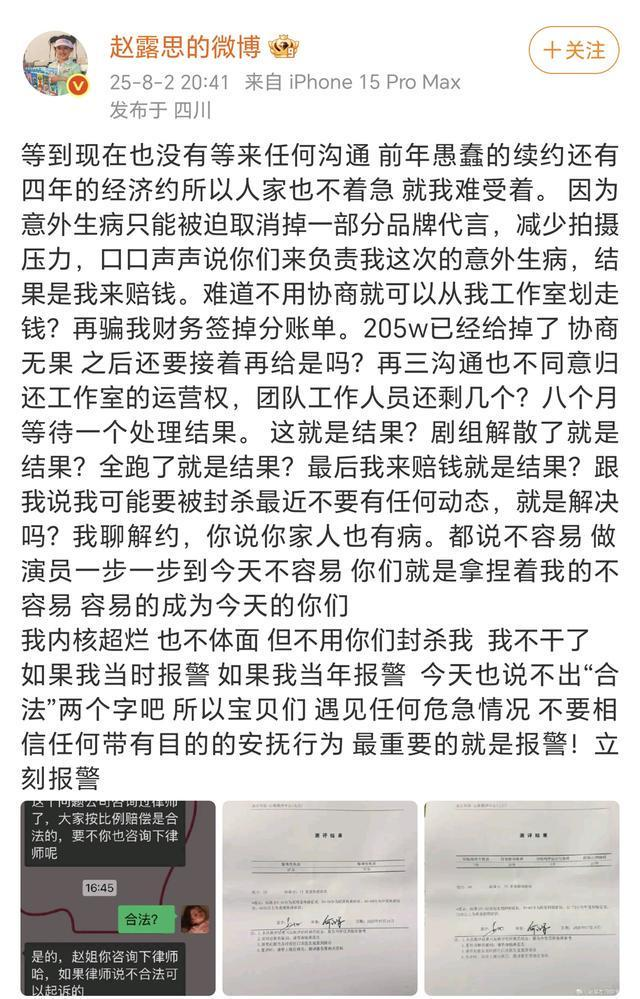 赵露思的微博
十关注
25-8-2 20:41 来自 iPhone 15 Pro Max
发布于 四川
等到现在也没有等来任何沟通 前年愚蠢的续约还有
四年的经济约所以人家也不着急 就我难受着。 因为
意外生病只能被迫取消掉一部分品牌代言，减少拍摄
压力，口口声声说你们来负责我这次的意外生病，结
果是我来赔钱。难道不用协商就可以从我工作室划走
钱？再骗我财务签掉分账单。205w已经给掉了 协商
无果 之后还要接着再给是吗？再三沟通也不同意归
还工作室的运营权，团队工作人员还剩几个？八个月
等待一个处理结果。 这就是结果？剧组解散了就是
结果？全跑了就是结果？最后我来赔钱就是结果？跟
我说我可能要被封杀最近不要有任何动态，就是解决
吗？我聊解约，你说你家人也有病。都说不容易 做
演员一步一步到今天不容易 你们就是拿捏着我的不
容易 容易的成为今天的你们
我内核超烂 也不体面 但不用你们封杀我 我不干了
如果我当时报警 如果我当年报警 今天也说不出“合
法”两个字吧 所以宝贝们 遇见任何危急情况 不要相
信任何带有目的的安抚行为 最重要的就是报警！立
刻报警
这个问题公司咨询过律师
了，大家按比例赔偿是合
法的，要不你也咨询下律
师呢
16:45
合法？
是的，赵姐你咨询下律师
哈，如果律师说不合法可
以起诉的
测评结果
测评结果